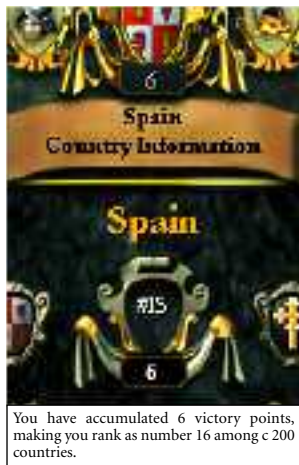 6
Spain
Country Information
Spain
#15
6
You have accumulated 6 victory points,
making you rank as number 16 among c 200
countries.